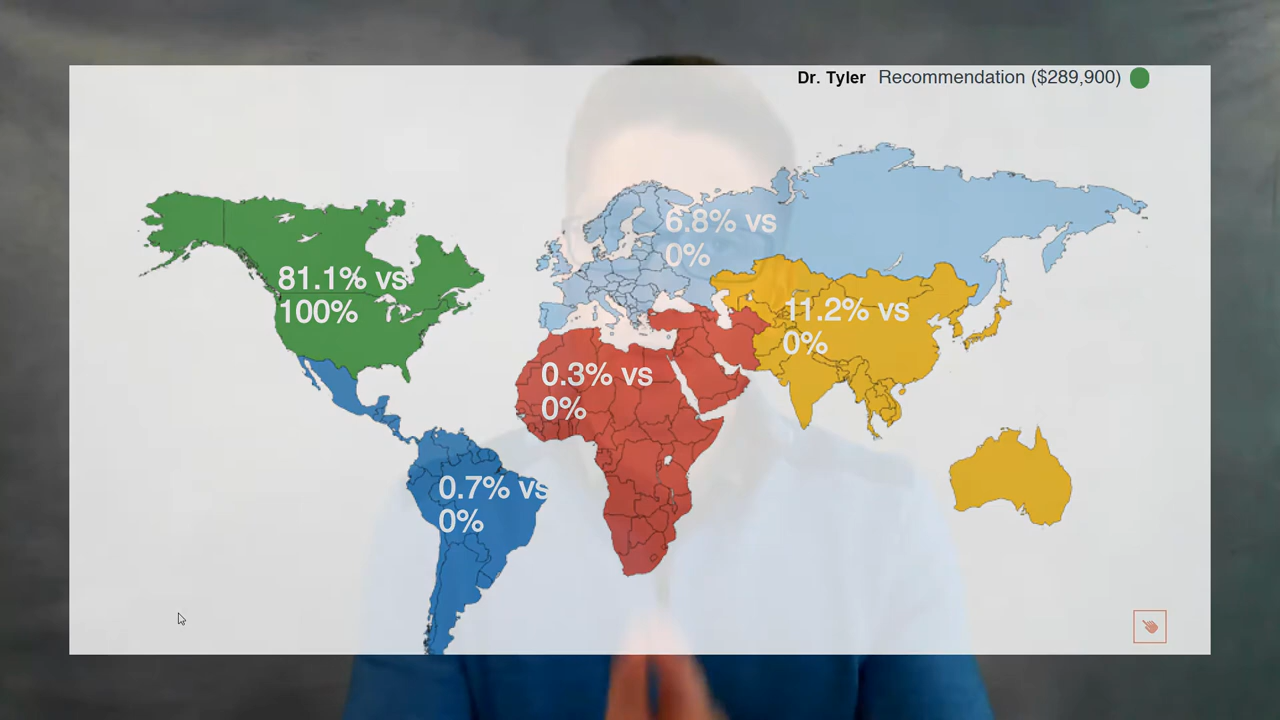 Dr. Tyler Recommendation ($289,900)
6.8% vs
0%
81.1% vs
100%
11.2% vs
0%
0.3% vs
0%
0.7% vs
0%